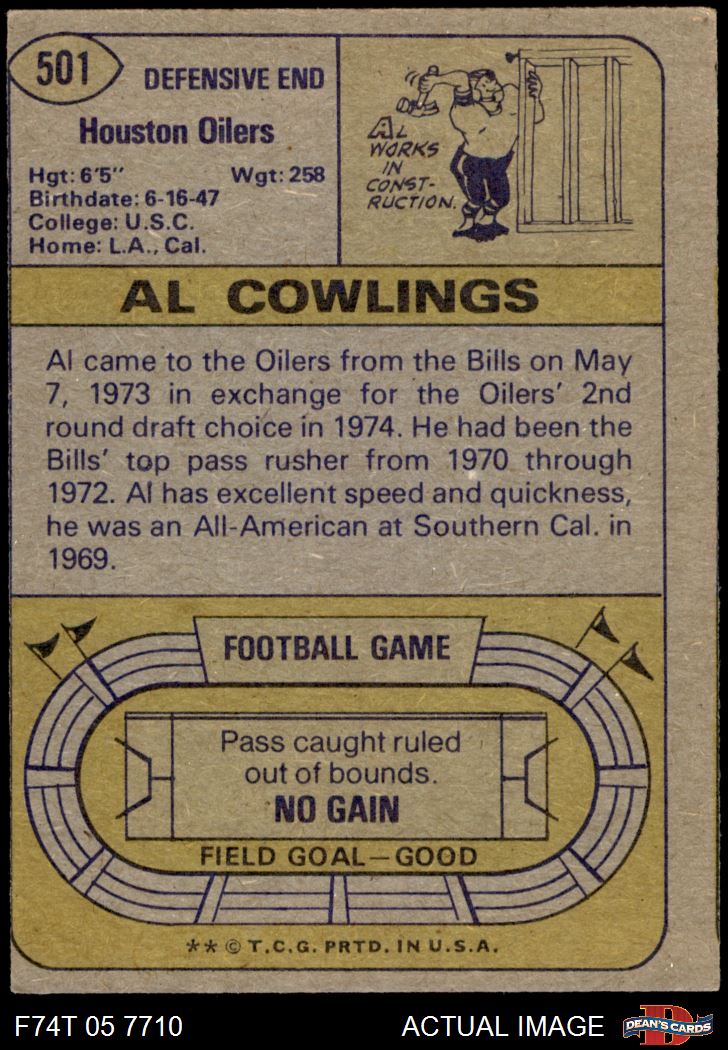 501
DEFENSIVE END
Houston Oilers
Hgt: 6'5" Wgt: 258
Birthdate: 6-16-47
College: U.S.C.
Home: L.A., Cal.
AL
WORKS
IN
CONST-
RUCTION.
AL COWLINGS
Al came to the Oilers from the Bills on May
7, 1973 in exchange for the Oilers' 2nd
round draft choice in 1974. He had been the
Bills' top pass rusher from 1970 through
1972. Al has excellent speed and quickness,
he was an All-American at Southern Cal. in
1969.
FOOTBALL GAME
Pass caught ruled
out of bounds.
NO GAIN
FIELD GOAL—GOOD
** © T.C.G. PRTD. IN U.S.A.
F74T 05 7710 ACTUAL IMAGE
D
DEAN'S CARDS